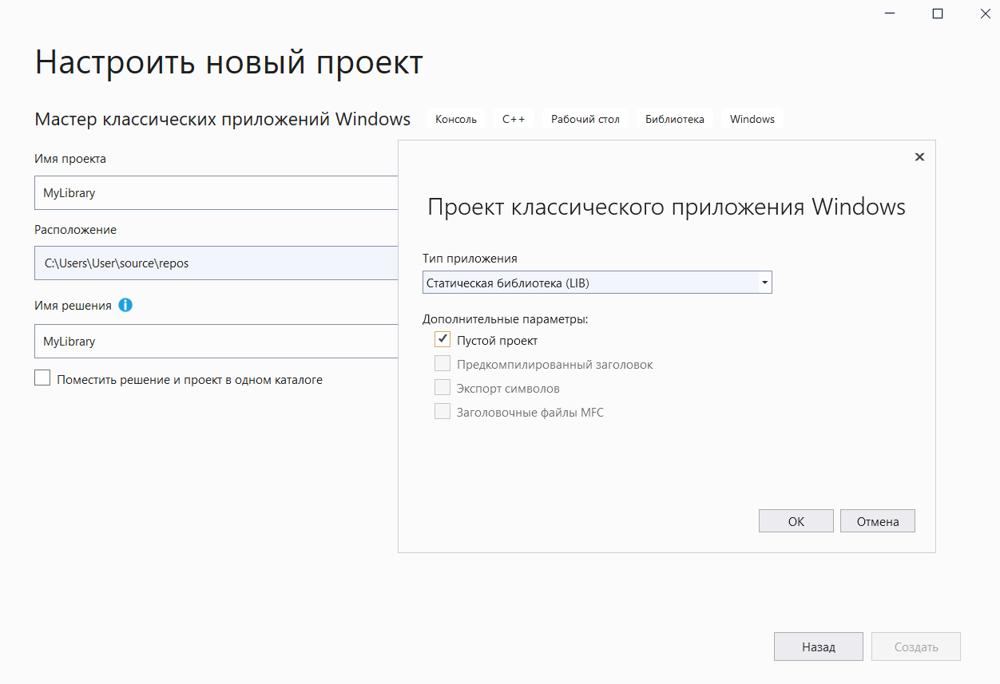 Настроить новый проект
Мастер классических приложений Windows Консоль C++ Рабочий стол Библиотека Windows
Имя проекта
MyLibrary
Расположение
C:\Users\User\source\repos
Имя решения
MyLibrary
Поместить решение и проект в одном каталоге
Проект классического приложения Windows
Тип приложения
Статическая библиотека (LIB)
Дополнительные параметры:
Пустой проект
Предкомпилированный заголовок
Экспорт символов
Заголовочные файлы MFC
ОК Отмена
Назад Создать